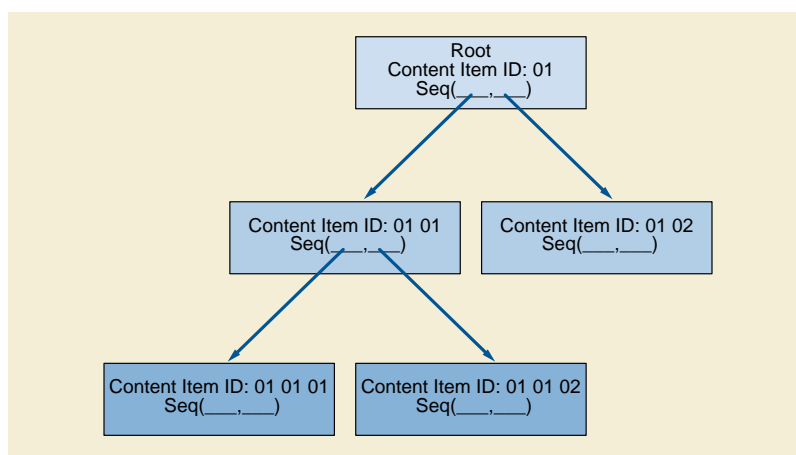 Root
Content Item ID: 01
Seq(___,___)
Content Item ID: 01 01
Seq(___,___)
Content Item ID: 01 02
Seq(___,___)
Content Item ID: 01 01 01
Seq(___,___)
Content Item ID: 01 01 02
Seq(___,___)